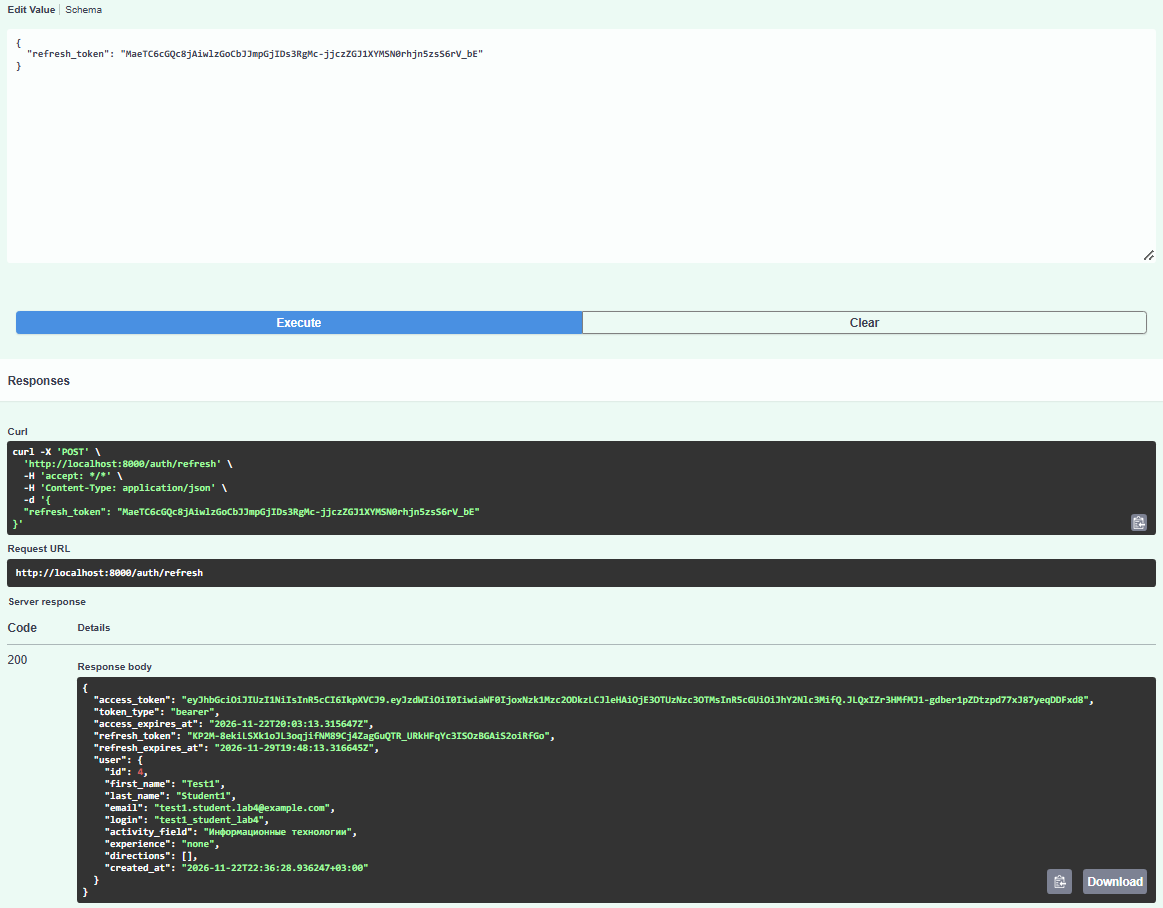 Edit Value | Schema
{
  "refresh_token": "MaeTC6cGQc8jAiwlzGoCbJJmpGjIDs3RgMc-jjczZGJ1XYMSN0rhjn5zsS6rV_bE"
}
Execute
Clear
Responses
Curl
curl -X 'POST' \
  'http://localhost:8000/auth/refresh' \
  -H 'accept: */*' \
  -H 'Content-Type: application/json' \
  -d '{
  "refresh_token": "MaeTC6cGQc8jAiwlzGoCbJJmpGjIDs3RgMc-jjczZGJ1XYMSN0rhjn5zsS6rV_bE"
}'
Request URL
http://localhost:8000/auth/refresh
Server response
Code Details
200
Response body
{
  "access_token": "eyJhbGciOiJIUzI1NiIsInR5cCI6IkpXVCJ9.eyJzdWIiOiI0IiwiaWF0IjoxNzk1Mzc2ODkzLCJleHAiOjE3OTUzNzc3OTMsInR5cGUiOiJhY2Nlc3MifQ.JLQxIZr3HMfMJ1-gdber1pZDtzpd77xJ87yeqDDFxd8",
  "token_type": "bearer",
  "access_expires_at": "2026-11-22T20:03:13.315647Z",
  "refresh_token": "KP2M-8ekiLSXk1oJL3oqjifNM89Cj4ZagGuQTR_URkHFqYc3ISOzBGAiS2oiRfGo",
  "refresh_expires_at": "2026-11-29T19:48:13.316645Z",
  "user": {
    "id": 4,
    "first_name": "Test1",
    "last_name": "Student1",
    "email": "test1.student.lab4@example.com",
    "login": "test1_student_lab4",
    "activity_field": "Информационные технологии",
    "experience": "none",
    "directions": [],
    "created_at": "2026-11-22T22:36:28.936247+03:00"
  }
}
Download